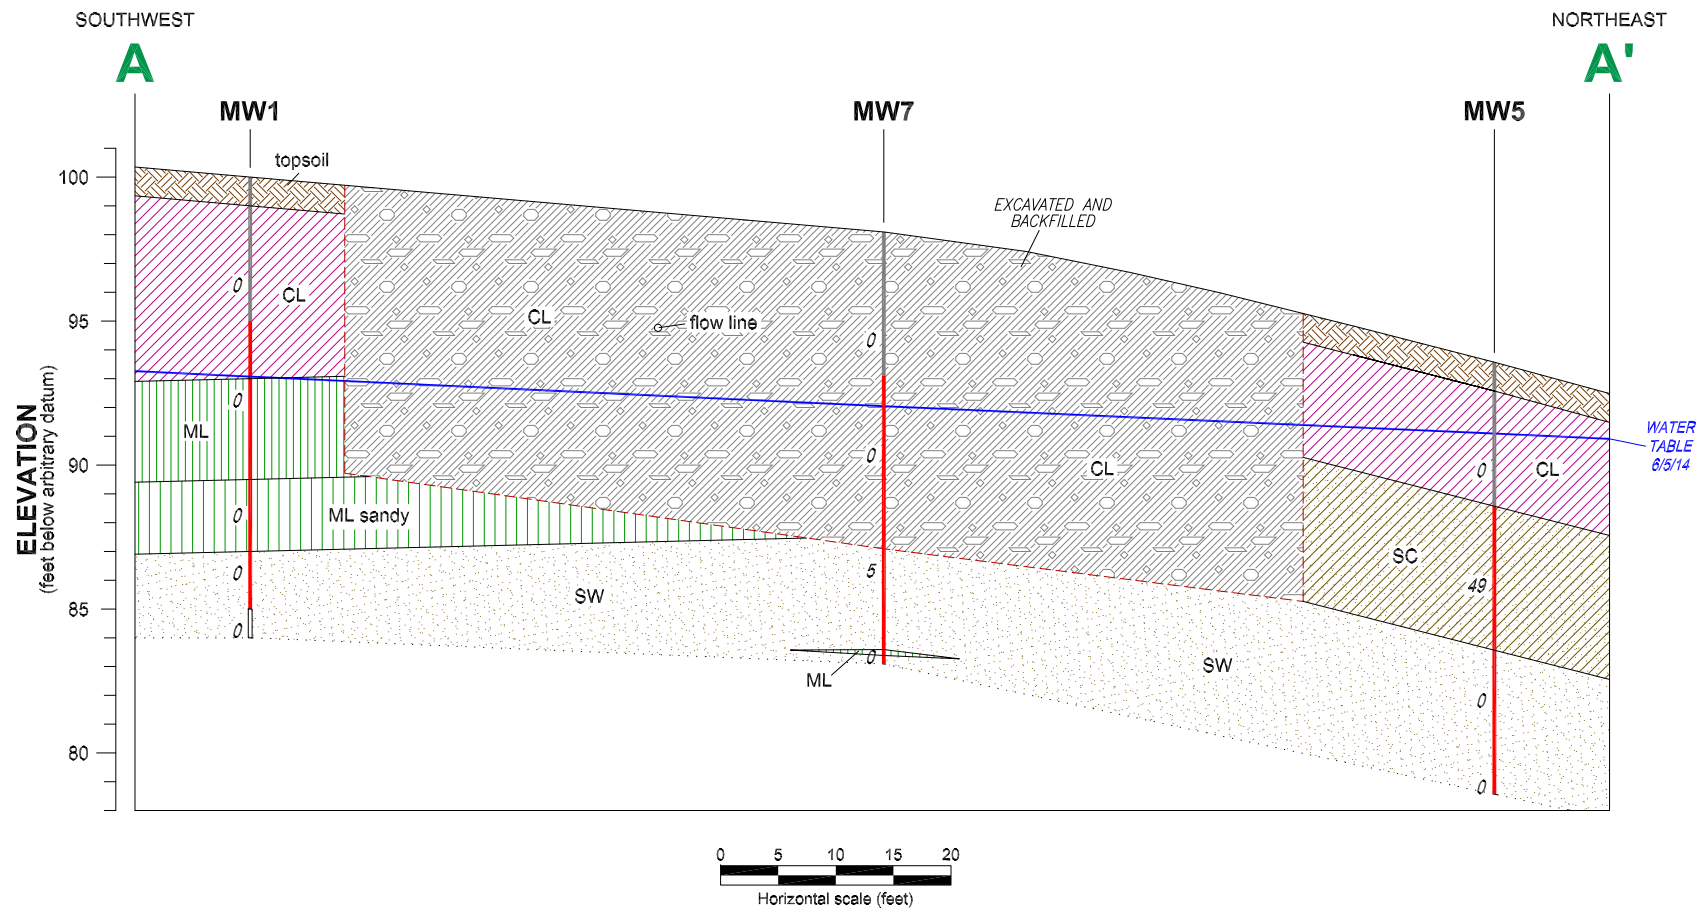 SOUTHWEST
NORTHEAST
A
A'
MW1
MW7
MW5
topsoil
EXCAVATED AND
BACKFILLED
100
95
90
85
80
ELEVATION
(feet below arbitrary datum)
0
CL
CL
flow line
0
0
ML
0
CL
0
CL
WATER
TABLE
6/5/14
0
ML sandy
0
5
SC
49
SW
0
0
ML
SW
0
0
0 5 10 15 20
Horizontal scale (feet)